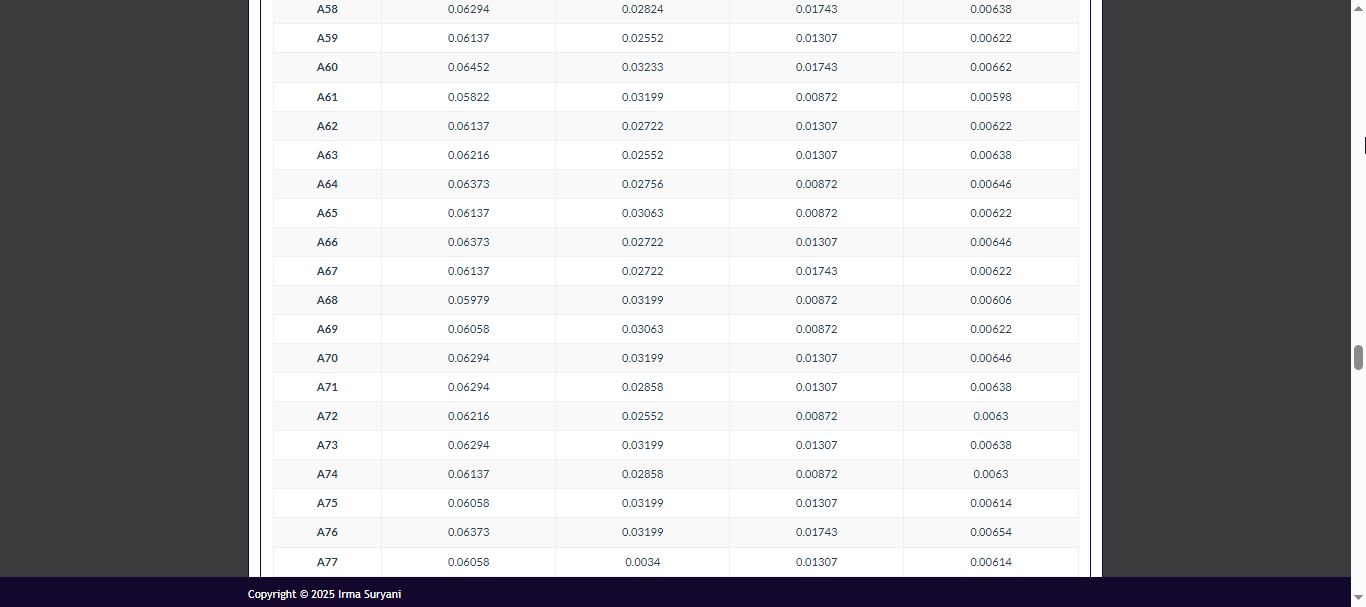 A58 0.06294 0.02824 0.01743 0.00638
A59 0.06137 0.02552 0.01307 0.00622
A60 0.06452 0.03233 0.01743 0.00662
A61 0.05822 0.03199 0.00872 0.00598
A62 0.06137 0.02722 0.01307 0.00622
A63 0.06216 0.02552 0.01307 0.00638
A64 0.06373 0.02756 0.00872 0.00646
A65 0.06137 0.03063 0.00872 0.00622
A66 0.06373 0.02722 0.01307 0.00646
A67 0.06137 0.02722 0.01743 0.00622
A68 0.05979 0.03199 0.00872 0.00606
A69 0.06058 0.03063 0.00872 0.00622
A70 0.06294 0.03199 0.01307 0.00646
A71 0.06294 0.02858 0.01307 0.00638
A72 0.06216 0.02552 0.00872 0.0063
A73 0.06294 0.03199 0.01307 0.00638
A74 0.06137 0.02858 0.00872 0.0063
A75 0.06058 0.03199 0.01307 0.00614
A76 0.06373 0.03199 0.01743 0.00654
A77 0.06058 0.0034 0.01307 0.00614
Copyright © 2025 Irma Suryani